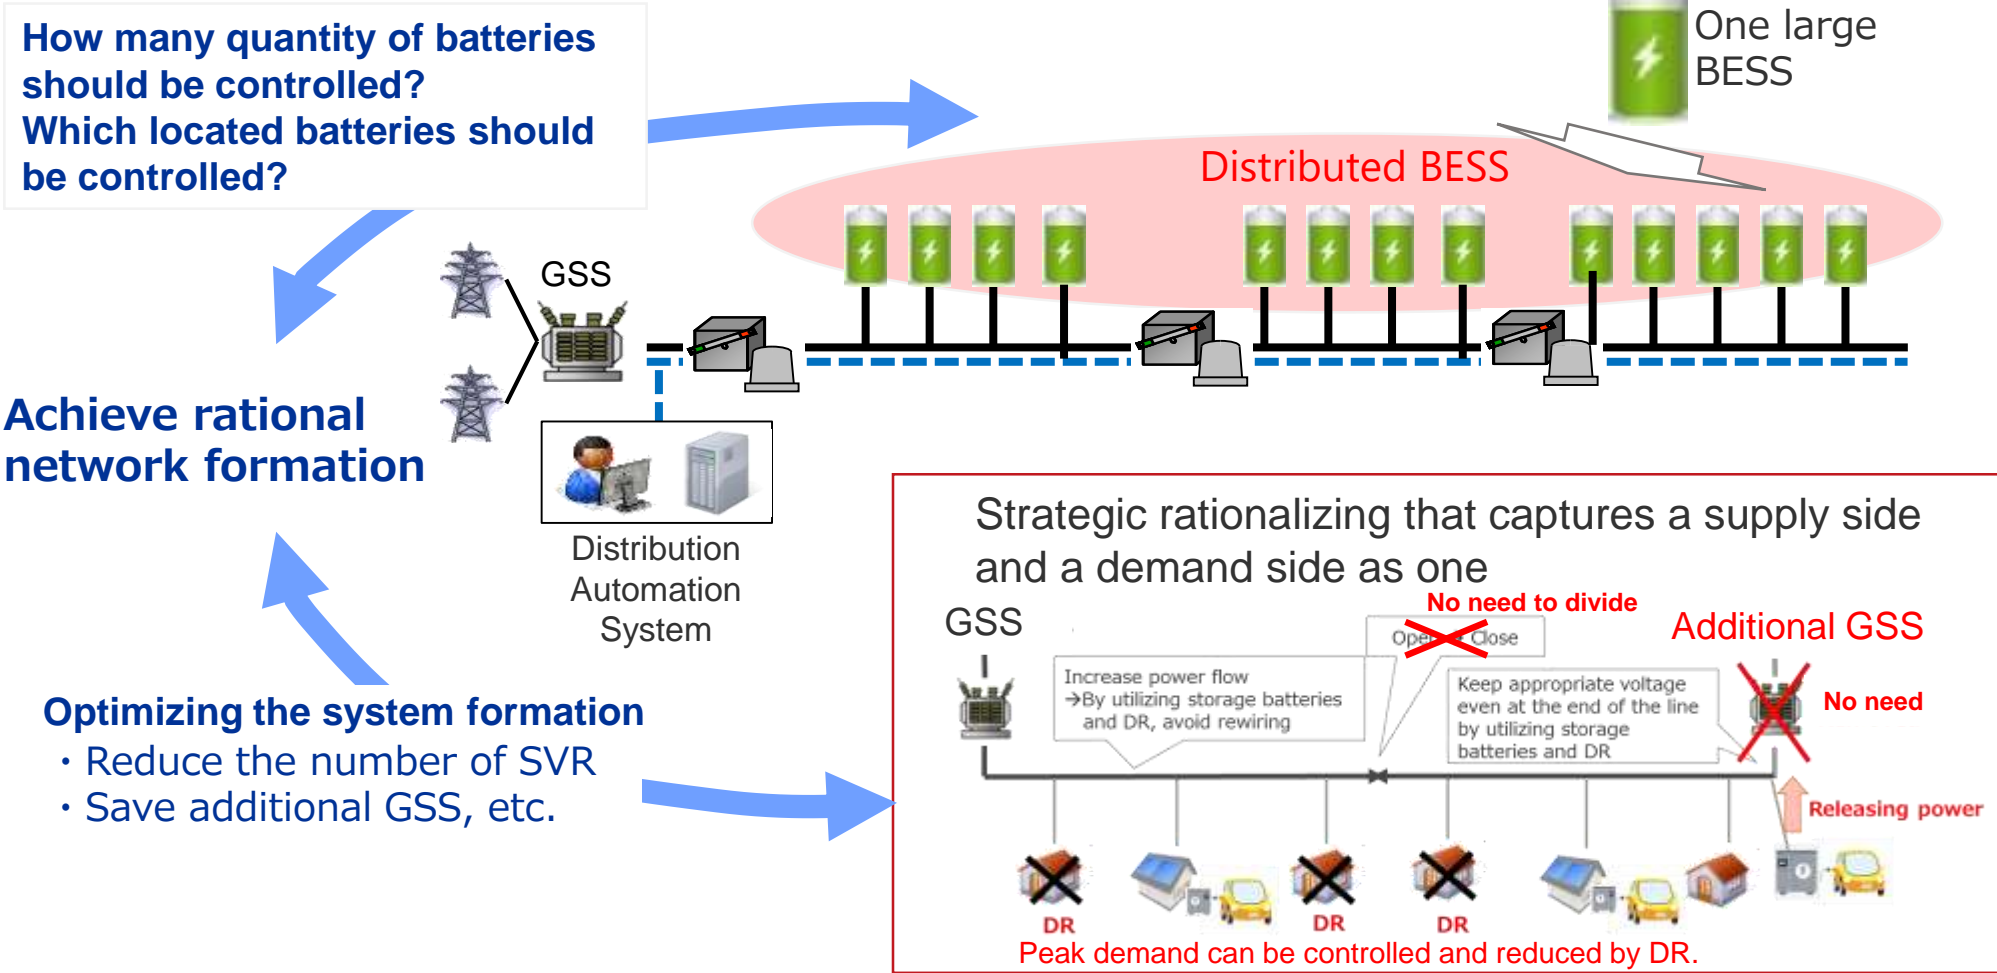 How many quantity of batteries
should be controlled?
Which located batteries should
be controlled?
One large
BESS
Distributed BESS
GSS
Achieve rational
network formation
Distribution
Automation
System
Optimizing the system formation
・Reduce the number of SVR
・Save additional GSS, etc.
Strategic rationalizing that captures a supply side
and a demand side as one
GSS
No need to divide
Close
Additional GSS
No need
Increase power flow
→By utilizing storage batteries
and DR, avoid rewiring
Keep appropriate voltage
even at the end of the line
by utilizing storage
batteries and DR
Releasing power
DR
DR
DR
Peak demand can be controlled and reduced by DR.